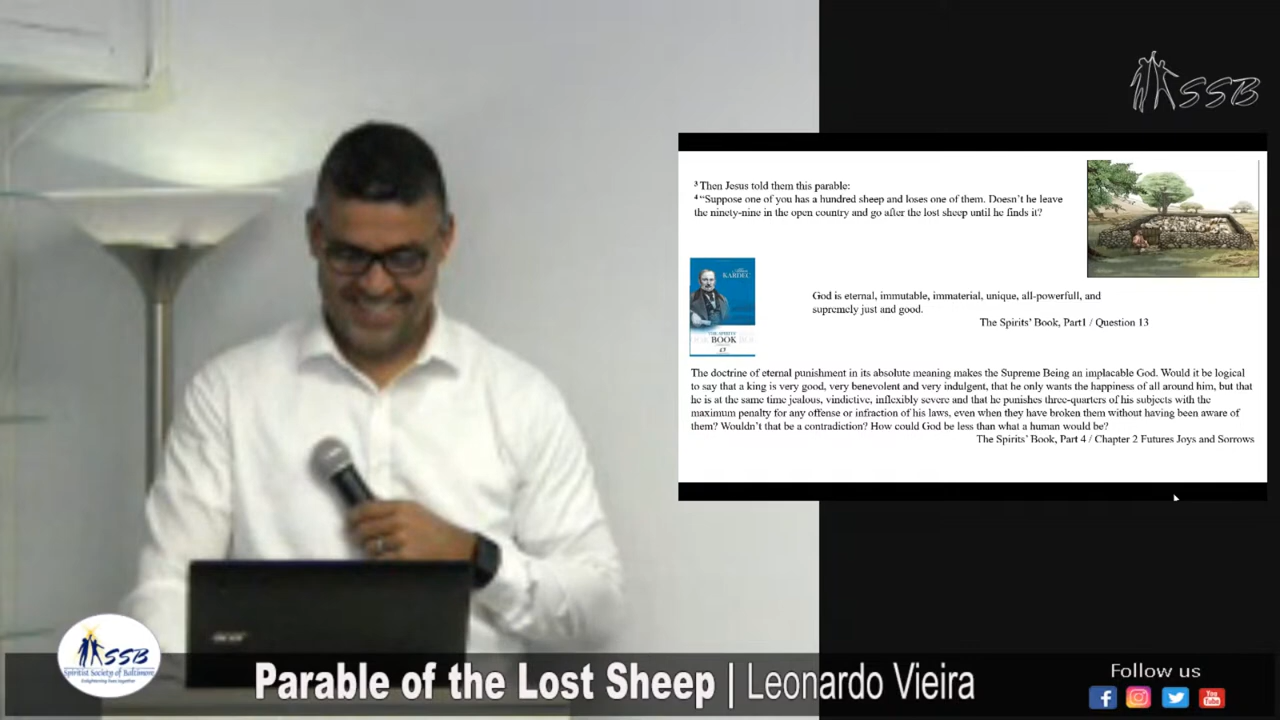 SSB
³ Then Jesus told them this parable:
⁴ “Suppose one of you has a hundred sheep and loses one of them. Doesn't he leave
the ninety-nine in the open country and go after the lost sheep until he finds it?
Allan
KARDEC
THE SPIRITS'
BOOK
God is eternal, immutable, immaterial, unique, all-powerfull, and
supremely just and good.
The Spirits' Book, Part1 / Question 13
The doctrine of eternal punishment in its absolute meaning makes the Supreme Being an implacable God. Would it be logical
to say that a king is very good, very benevolent and very indulgent, that he only wants the happiness of all around him, but that
he is at the same time jealous, vindictive, inflexibly severe and that he punishes three-quarters of his subjects with the
maximum penalty for any offense or infraction of his laws, even when they have broken them without having been aware of
them? Wouldn't that be a contradiction? How could God be less than what a human would be?
The Spirits' Book, Part 4 / Chapter 2 Futures Joys and Sorrows
acer
SSB
Spiritist Society of Baltimore
Enlightening lives together
Parable of the Lost Sheep | Leonardo Vieira
Follow us
You
Tube